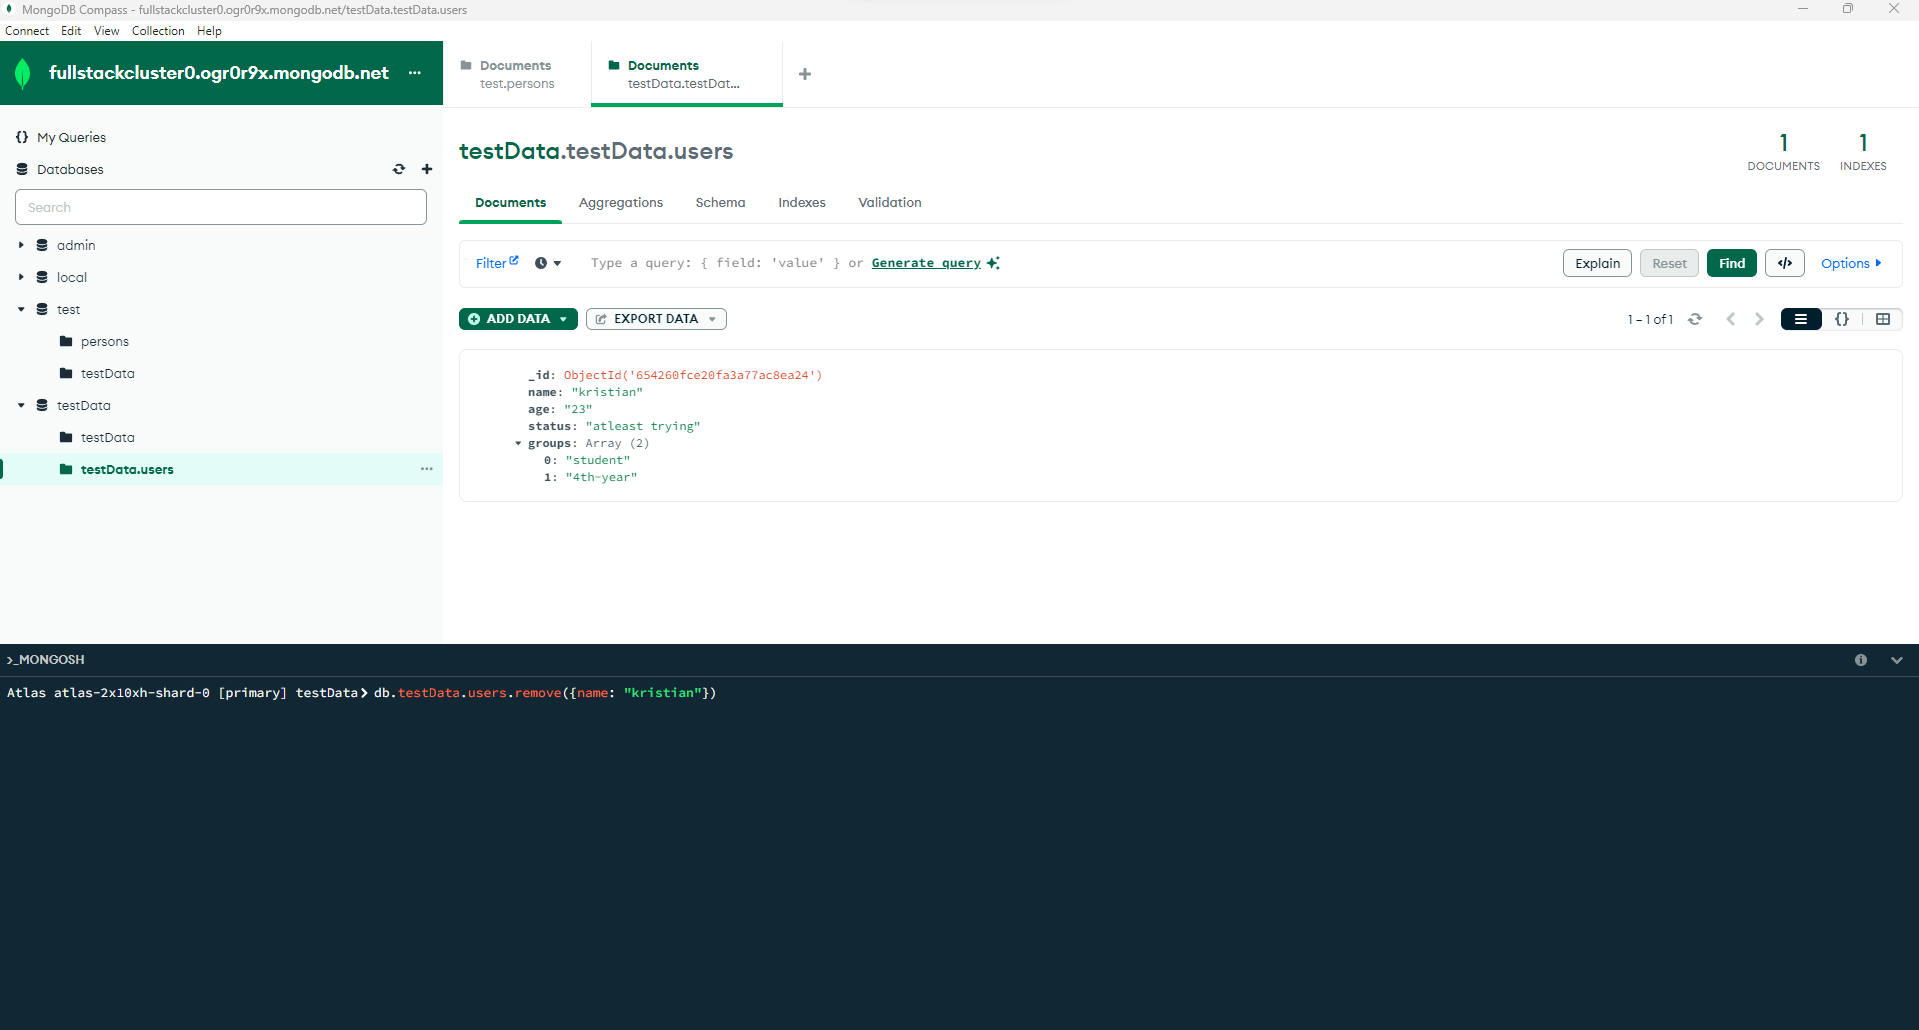 MongoDB Compass - fullstackcluster0.ogr0r9x.mongodb.net/testData.testData.users
Connect Edit View Collection Help
fullstackcluster0.ogr0r9x.mongodb.net ...
Documents
test.persons
Documents
testData.testDat...
{} My Queries
Databases
Search
admin
local
test
persons
testData
testData
testData
testData.users
testData.testData.users
1
DOCUMENTS
1
INDEXES
Documents Aggregations Schema Indexes Validation
Filter Type a query: { field: 'value' } or Generate query Explain Reset Find </> Options
ADD DATA EXPORT DATA 1 – 1 of 1 {}
_id: ObjectId('654260fce20fa3a77ac8ea24')
name: "kristian"
age: "23"
status: "atleast trying"
groups: Array (2)
0: "student"
1: "4th-year"
>_MONGOSH
Atlas atlas-2x10xh-shard-0 [primary] testData> db.testData.users.remove({name: "kristian"})